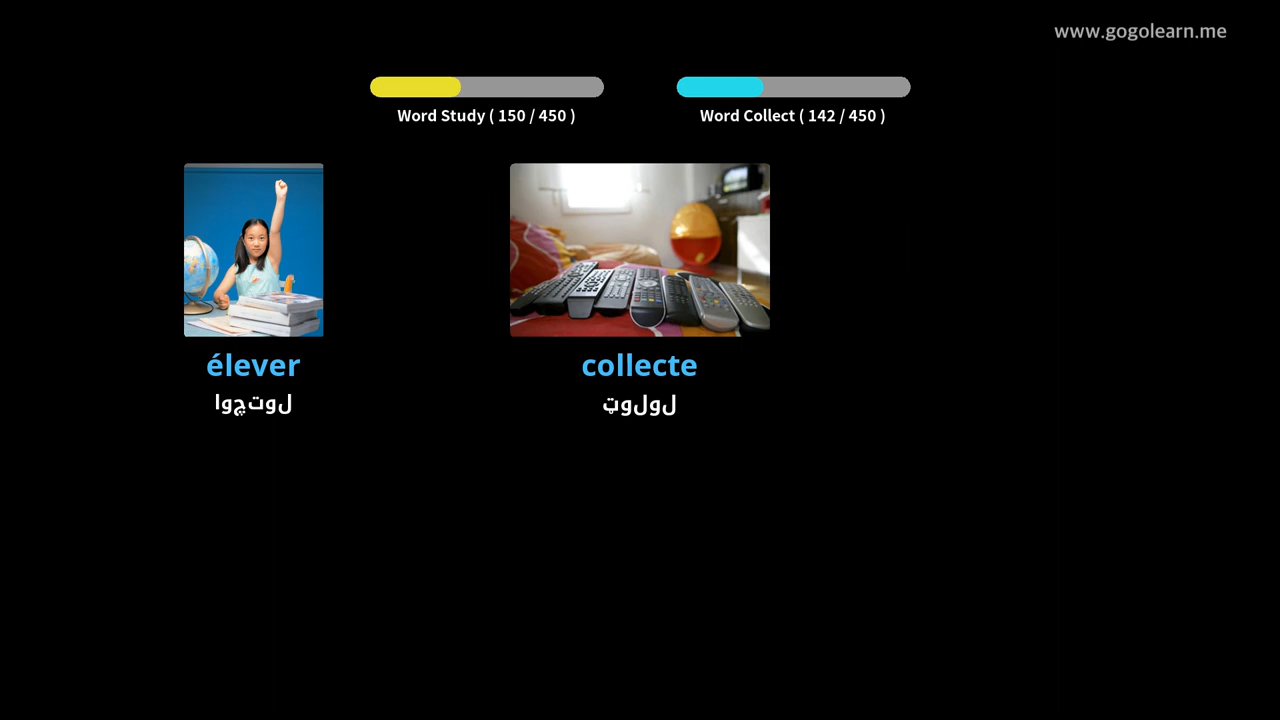 www.gogolearn.me
Word Study ( 150 / 450 )
Word Collect ( 142 / 450 )
élever
لوتچوا
collecte
لولوټ